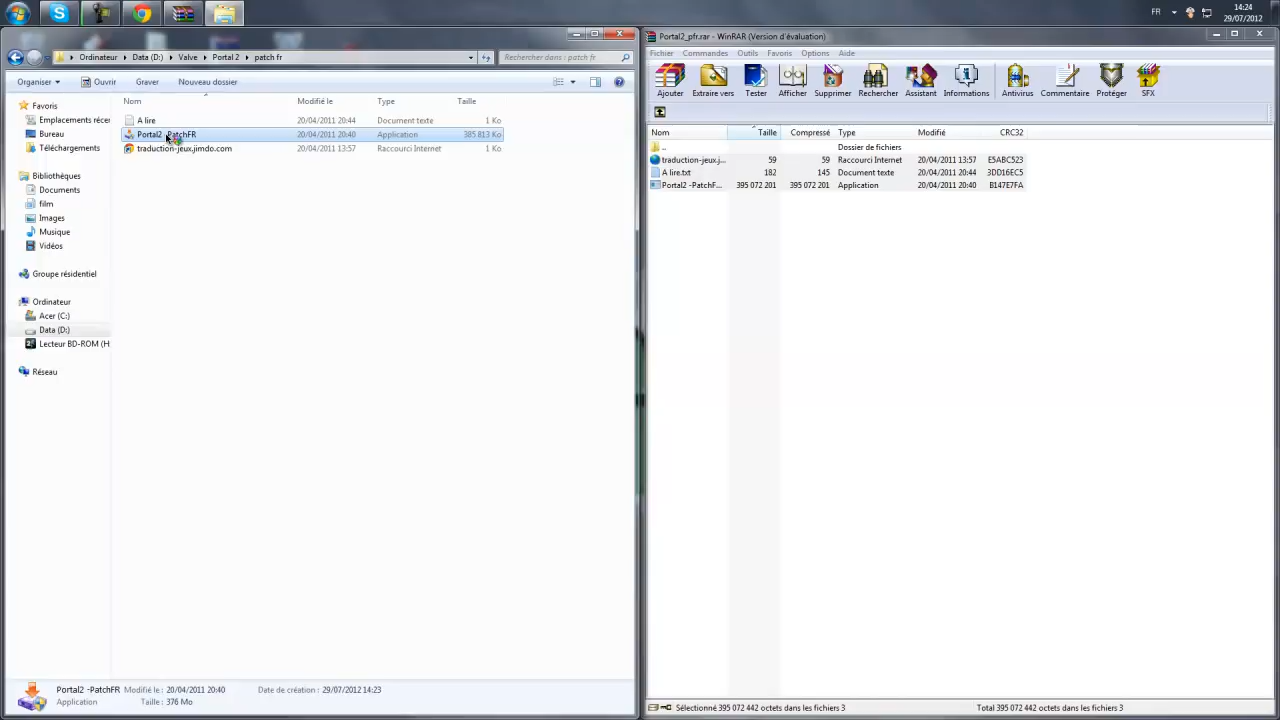 FR
14:24
29/07/2012
Ordinateur Data (D:) Valve Portal 2 patch fr
Rechercher dans : patch fr
Organiser Ouvrir Graver Nouveau dossier
Nom Modifié le Type Taille
A lire 20/04/2011 20:44 Document texte 1 Ko
Portal2 -PatchFR 20/04/2011 20:40 Application 385 813 Ko
traduction-jeux.jimdo.com 20/04/2011 13:57 Raccourci Internet 1 Ko
Favoris
Emplacements récer
Bureau
Téléchargements
Bibliothèques
Documents
film
Images
Musique
Vidéos
Groupe résidentiel
Ordinateur
Acer (C:)
Data (D:)
Lecteur BD-ROM (H
Réseau
Portal2 -PatchFR Modifié le : 20/04/2011 20:40 Date de création : 29/07/2012 14:23
Application Taille : 376 Mo
Portal2_pfr.rar - WinRAR (Version d'évaluation)
Fichier Commandes Outils Favoris Options Aide
Ajouter Extraire vers Tester Afficher Supprimer Rechercher Assistant Informations Antivirus Commentaire Protéger SFX
Nom Taille Compressé Type Modifié CRC32
.. Dossier de fichiers
traduction-jeux.j... 59 59 Raccourci Internet 20/04/2011 13:57 E5ABC523
A lire.txt 182 145 Document texte 20/04/2011 20:44 3DD16EC5
Portal2 -PatchF... 395 072 201 395 072 201 Application 20/04/2011 20:40 B147E7FA
Sélectionné 395 072 442 octets dans les fichiers 3 Total 395 072 442 octets dans les fichiers 3